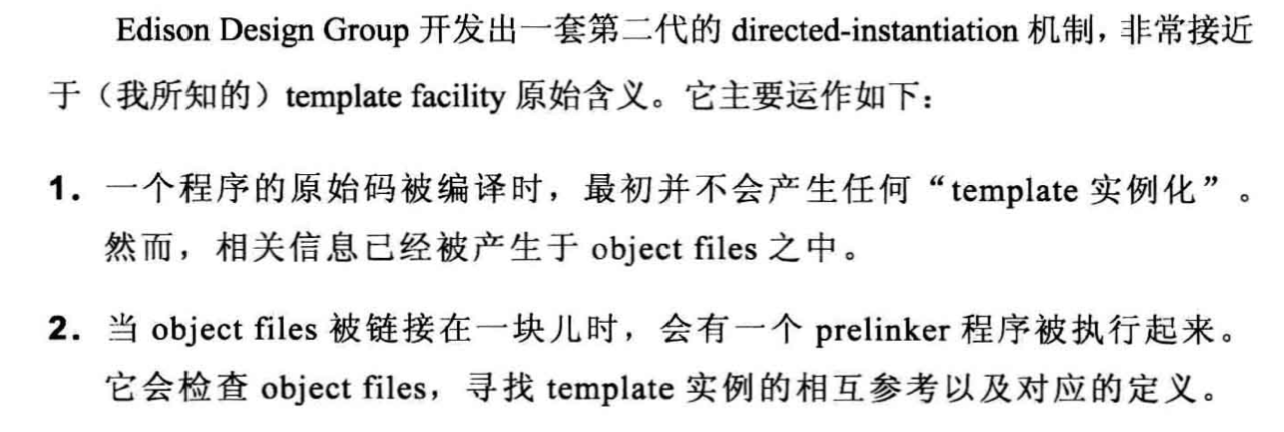 Edison Design Group 开发出一套第二代的 directed-instantiation 机制，非常接近
于（我所知的）template facility 原始含义。它主要运作如下：
1. 一个程序的原始码被编译时，最初并不会产生任何“template 实例化”。
然而，相关信息已经被产生于 object files 之中。
2. 当 object files 被链接在一块儿时，会有一个 prelinker 程序被执行起来。
它会检查 object files，寻找 template 实例的相互参考以及对应的定义。